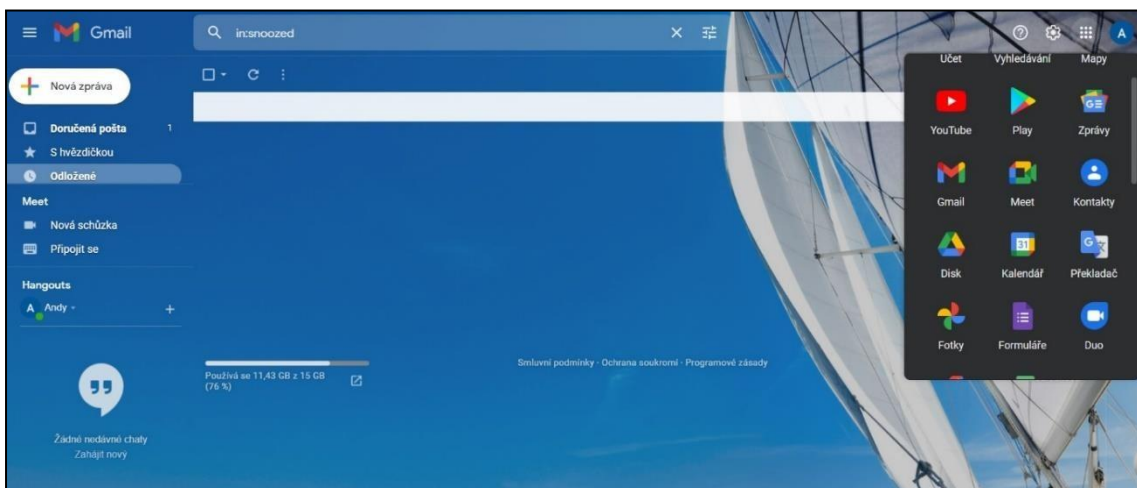 Gmail
in:snoozed
A
Nová zpráva
Doručená pošta 1
S hvězdičkou
Odložené
Meet
Nová schůzka
Připojit se
Hangouts
A Andy
Žádné nedávné chaty
Zahájit nový
Používá se 11,43 GB z 15 GB
(76 %)
Smluvní podmínky · Ochrana soukromí · Programové zásady
Účet Vyhledávání Mapy
YouTube Play Zprávy
Gmail Meet Kontakty
31 G
Disk Kalendář Překladač
Fotky Formuláře Duo